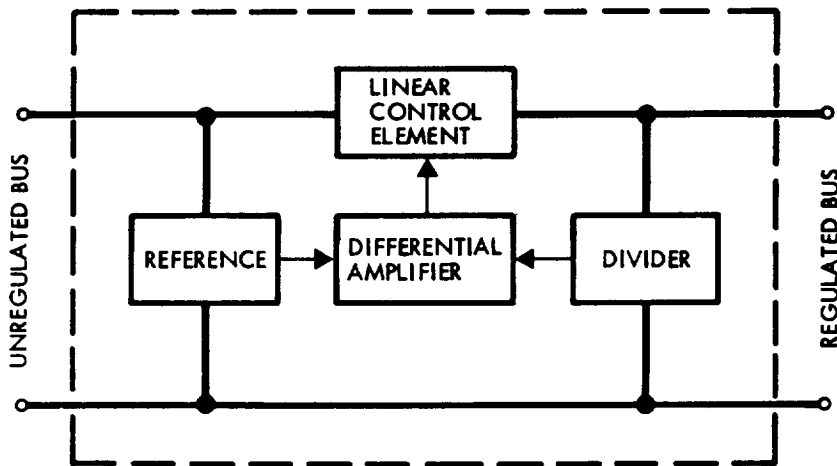 LINEAR
CONTROL
ELEMENT
UNREGULATED BUS
REFERENCE
DIFFERENTIAL
AMPLIFIER
DIVIDER
REGULATED BUS